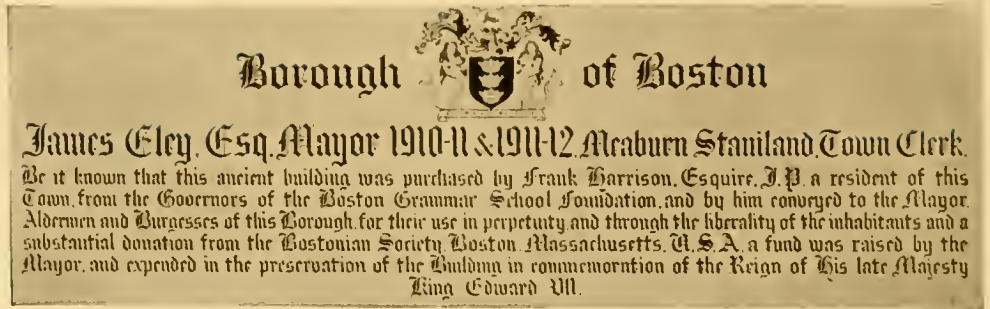 Borough of Boston
James Eley, Esq. Mayor 1910-11 & 1911-12. Meaburn Staniland, Town Clerk.
Be it known that this ancient building was purchased by Frank Harrison, Esquire, J.P. a resident of this
Town, from the Governors of the Boston Grammar School Foundation, and by him conveyed to the Mayor,
Aldermen and Burgesses of this Borough, for their use in perpetuity, and through the liberality of the inhabitants and a
substantial donation from the Bostonian Society, Boston, Massachusetts, U.S.A. a fund was raised by the
Mayor, and expended in the preservation of the Building in commemoration of the Reign of His late Majesty
King Edward VII.